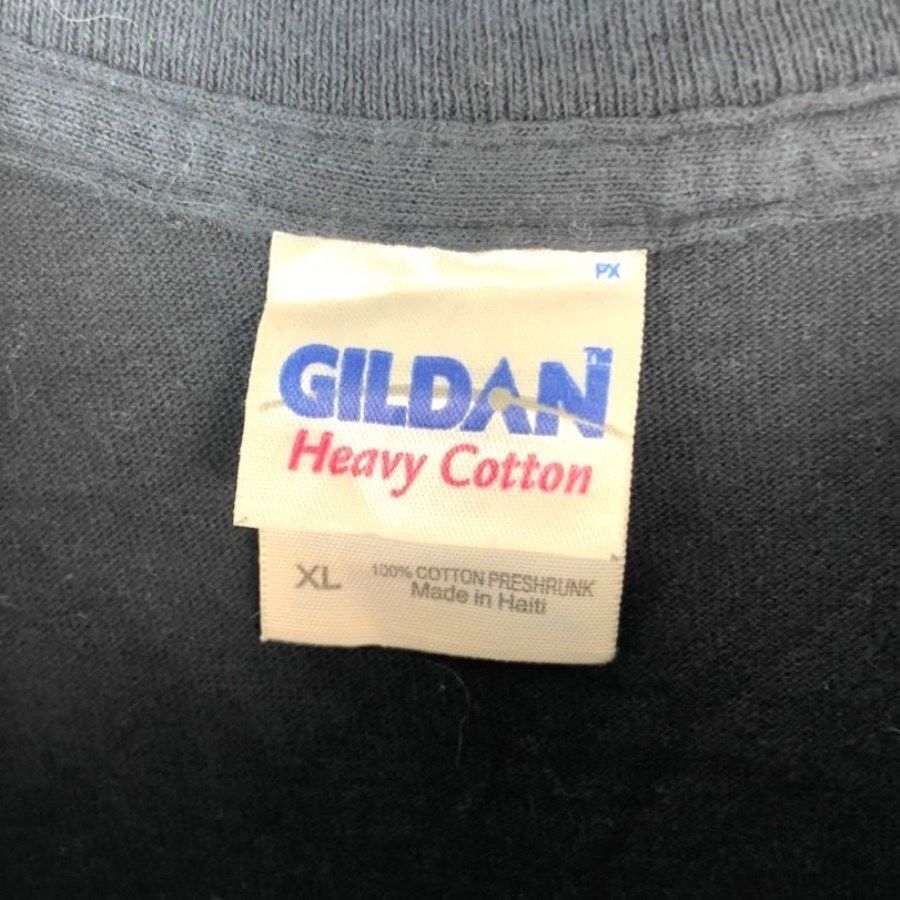 PX
GILDAN™
Heavy Cotton
XL
100% COTTON PRESHRUNK
Made in Haiti